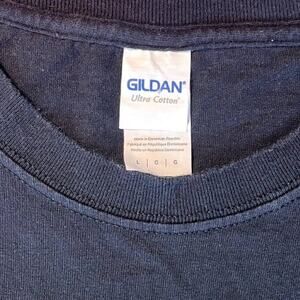 GILDAN®
Ultra Cotton®
Made in Dominican Republic
Fabriqué en République Dominicaine
Hecho en República Dominicana
L | G | G